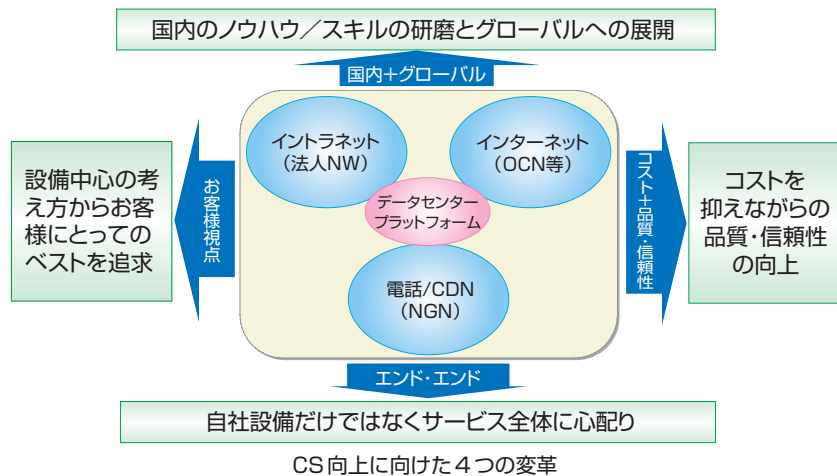 国内のノウハウ／スキルの研磨とグローバルへの展開
国内＋グローバル
イントラネット
（法人NW）
インターネット
（OCN等）
データセンター
プラットフォーム
電話/CDN
（NGN）
お客様視点
設備中心の考
え方からお客
様にとっての
ベストを追求
コスト＋品質・信頼性
コストを
抑えながらの
品質・信頼性
の向上
エンド・エンド
自社設備だけではなくサービス全体に心配り
CS向上に向けた４つの変革